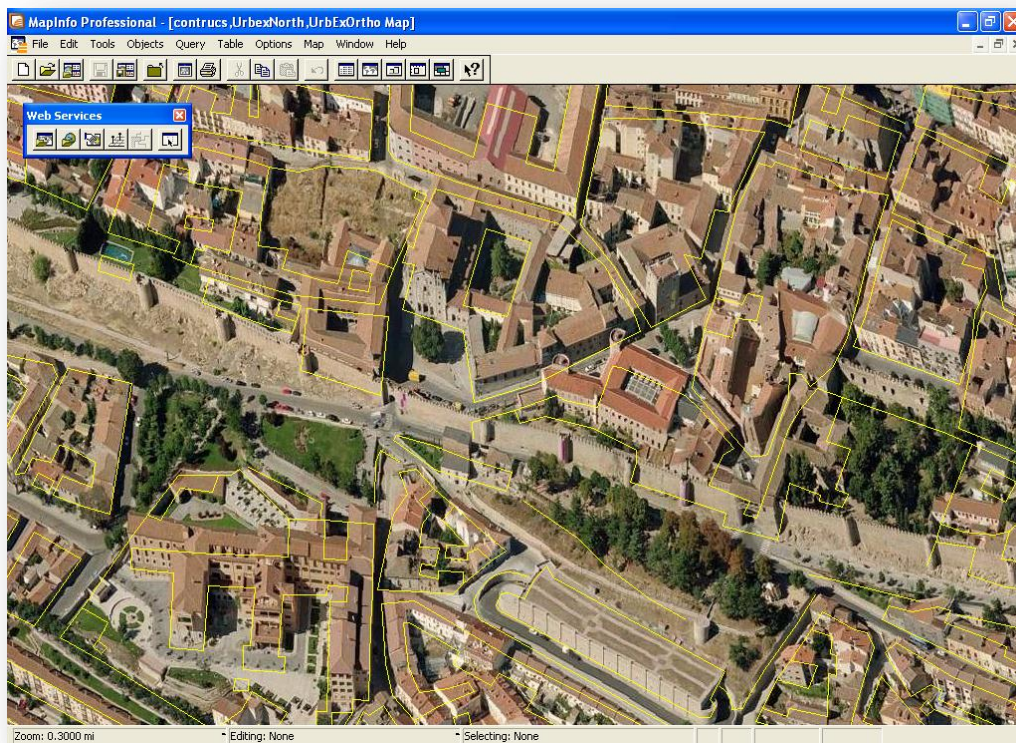 MapInfo Professional - [contrucs,UrbexNorth,UrbExOrtho Map]
File Edit Tools Objects Query Table Options Map Window Help
Web Services
Zoom: 0.3000 mi Editing: None Selecting: None